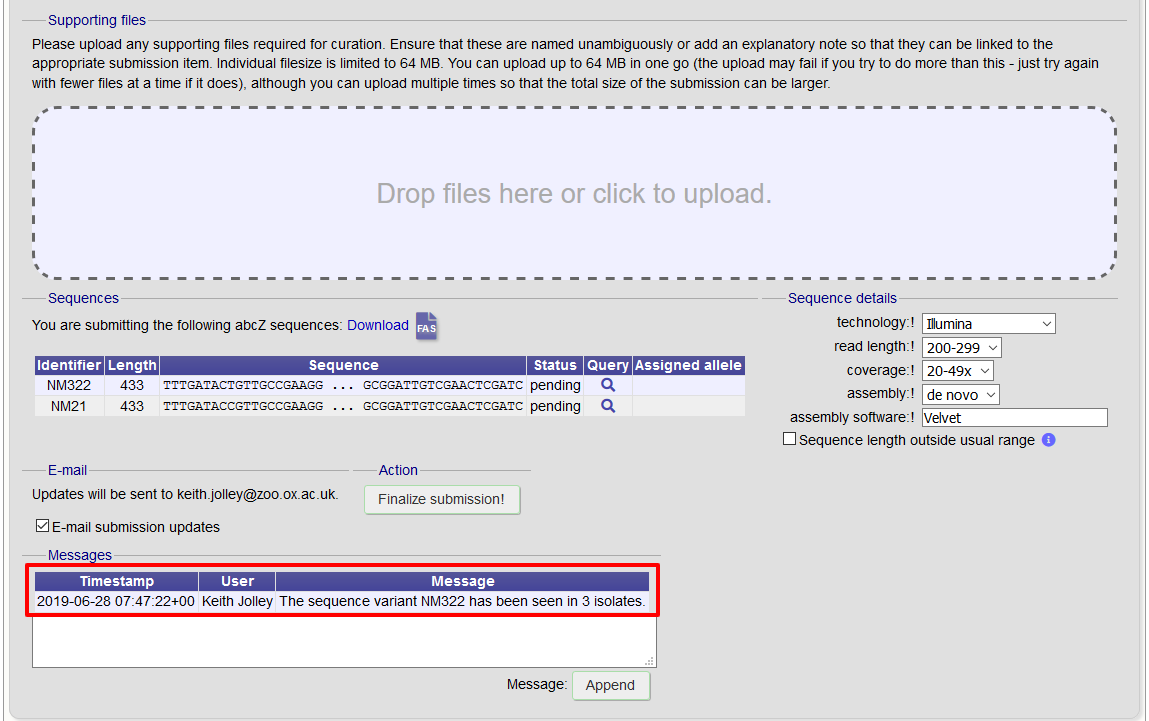 Supporting files
Please upload any supporting files required for curation. Ensure that these are named unambiguously or add an explanatory note so that they can be linked to the
appropriate submission item. Individual filesize is limited to 64 MB. You can upload up to 64 MB in one go (the upload may fail if you try to do more than this - just try again
with fewer files at a time if it does), although you can upload multiple times so that the total size of the submission can be larger.
Drop files here or click to upload.
Sequences
You are submitting the following abcZ sequences: Download FAS
Identifier Length Sequence Status Query Assigned allele
NM322 433 TTTGATACTGTTGCCGAAGG ... GCGGATTGTCGAACTCGATC pending
NM21 433 TTTGATACCGTTGCCGAAGG ... GCGGATTGTCGAACTCGATC pending
Sequence details
technology:! Illumina
read length:! 200-299
coverage:! 20-49x
assembly:! de novo
assembly software:! Velvet
Sequence length outside usual range i
E-mail
Updates will be sent to keith.jolley@zoo.ox.ac.uk.
E-mail submission updates
Action
Finalize submission!
Messages
Timestamp User Message
2019-06-28 07:47:22+00 Keith Jolley The sequence variant NM322 has been seen in 3 isolates.
Message: Append